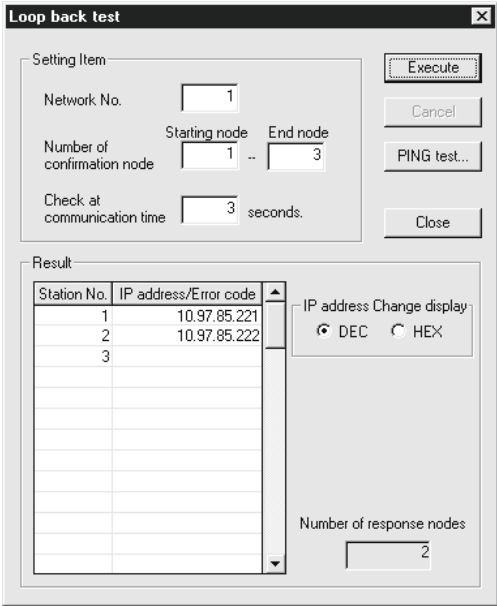 Loop back test
Setting Item
Execute
Network No.
1
Cancel
Starting node
End node
Number of
confirmation node
1
--
3
PING test...
Check at
communication time
3
seconds.
Close
Result
Station No.
IP address/Error code
1
10.97.85.221
2
10.97.85.222
3
IP address Change display
DEC
HEX
Number of response nodes
2